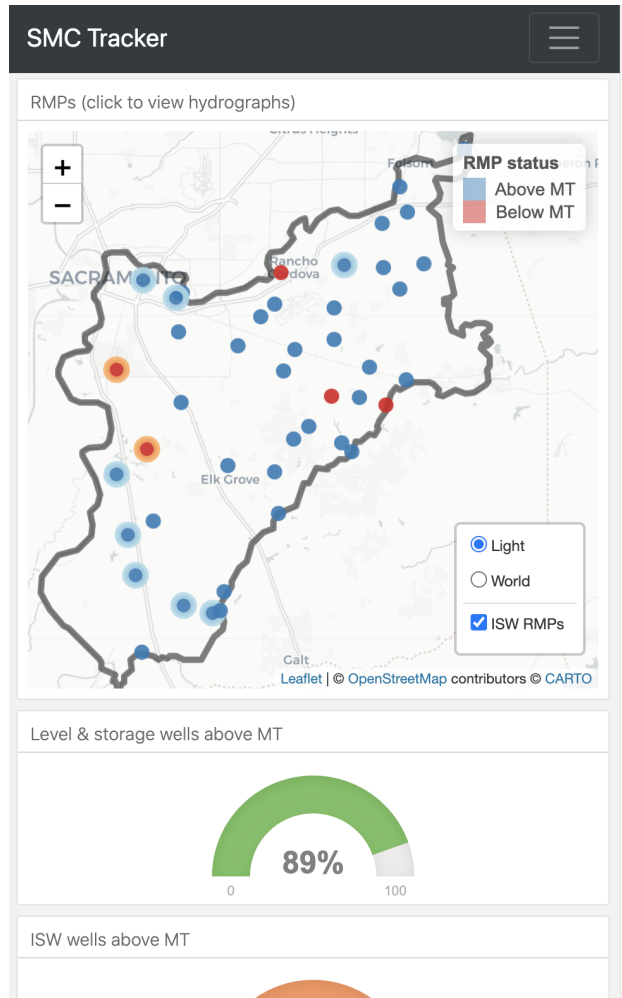 SMC Tracker
RMPs (click to view hydrographs)
Citrus Heights
+
−
Folsom
RMP status
Above MT
Below MT
Rancho
Cordova
SACRAMENTO
Elk Grove
Light
World
ISW RMPs
Galt
Leaflet | © OpenStreetMap contributors © CARTO
Level & storage wells above MT
89%
0
100
ISW wells above MT